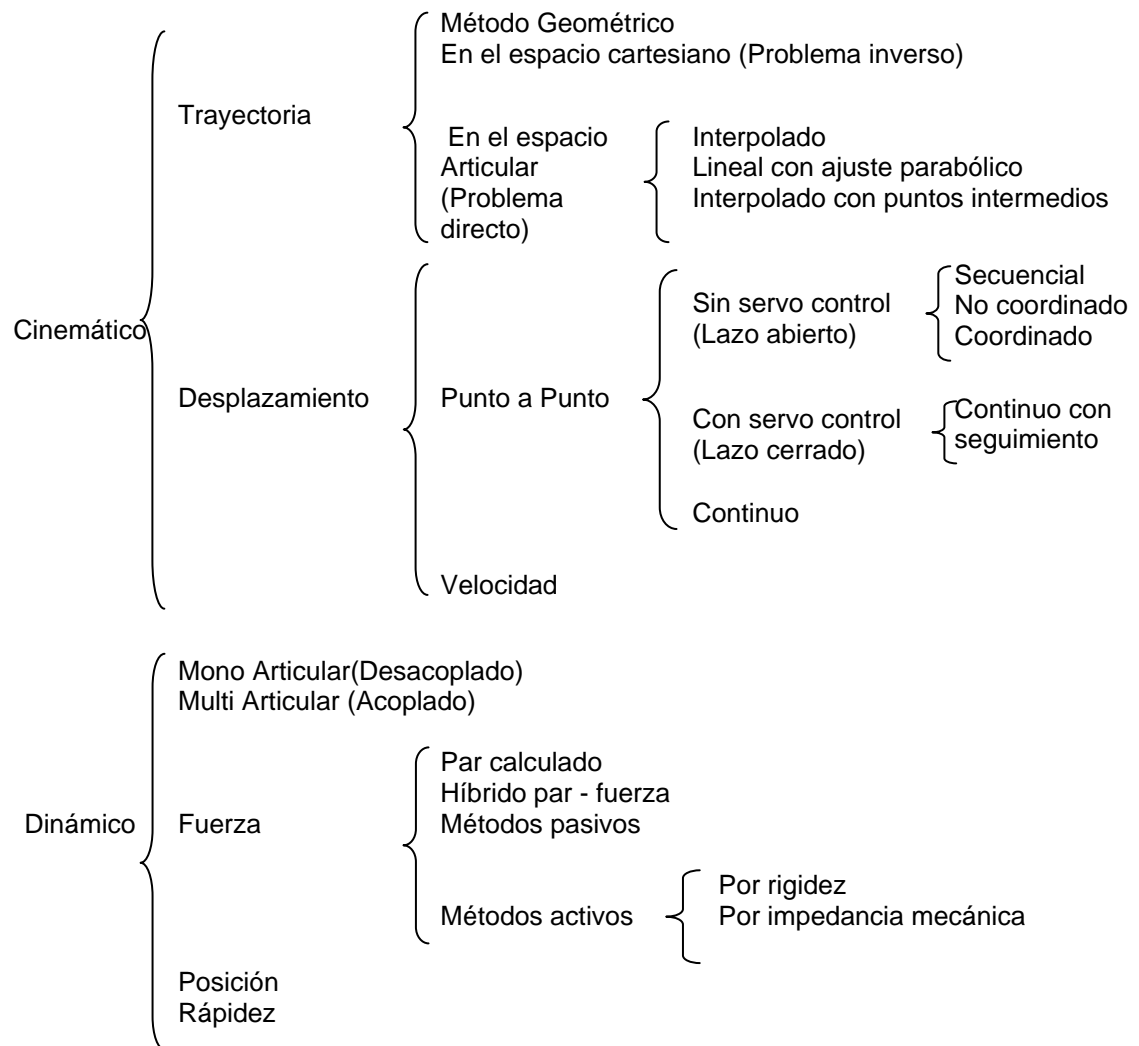 Cinemático
Trayectoria
Método Geométrico
En el espacio cartesiano (Problema inverso)
En el espacio
Articular
(Problema
directo)
Interpolado
Lineal con ajuste parabólico
Interpolado con puntos intermedios
Desplazamiento
Punto a Punto
Sin servo control
(Lazo abierto)
Secuencial
No coordinado
Coordinado
Con servo control
(Lazo cerrado)
Continuo con
seguimiento
Continuo
Velocidad
Dinámico
Mono Articular(Desacoplado)
Multi Articular (Acoplado)
Fuerza
Par calculado
Híbrido par - fuerza
Métodos pasivos
Métodos activos
Por rigidez
Por impedancia mecánica
Posición
Rápidez